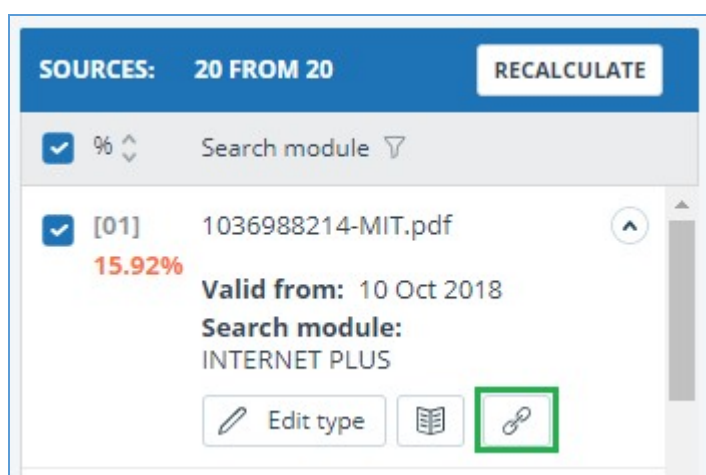 SOURCES: 20 FROM 20 RECALCULATE
% Search module
[01] 1036988214-MIT.pdf
15.92%
Valid from: 10 Oct 2018
Search module:
INTERNET PLUS
Edit type